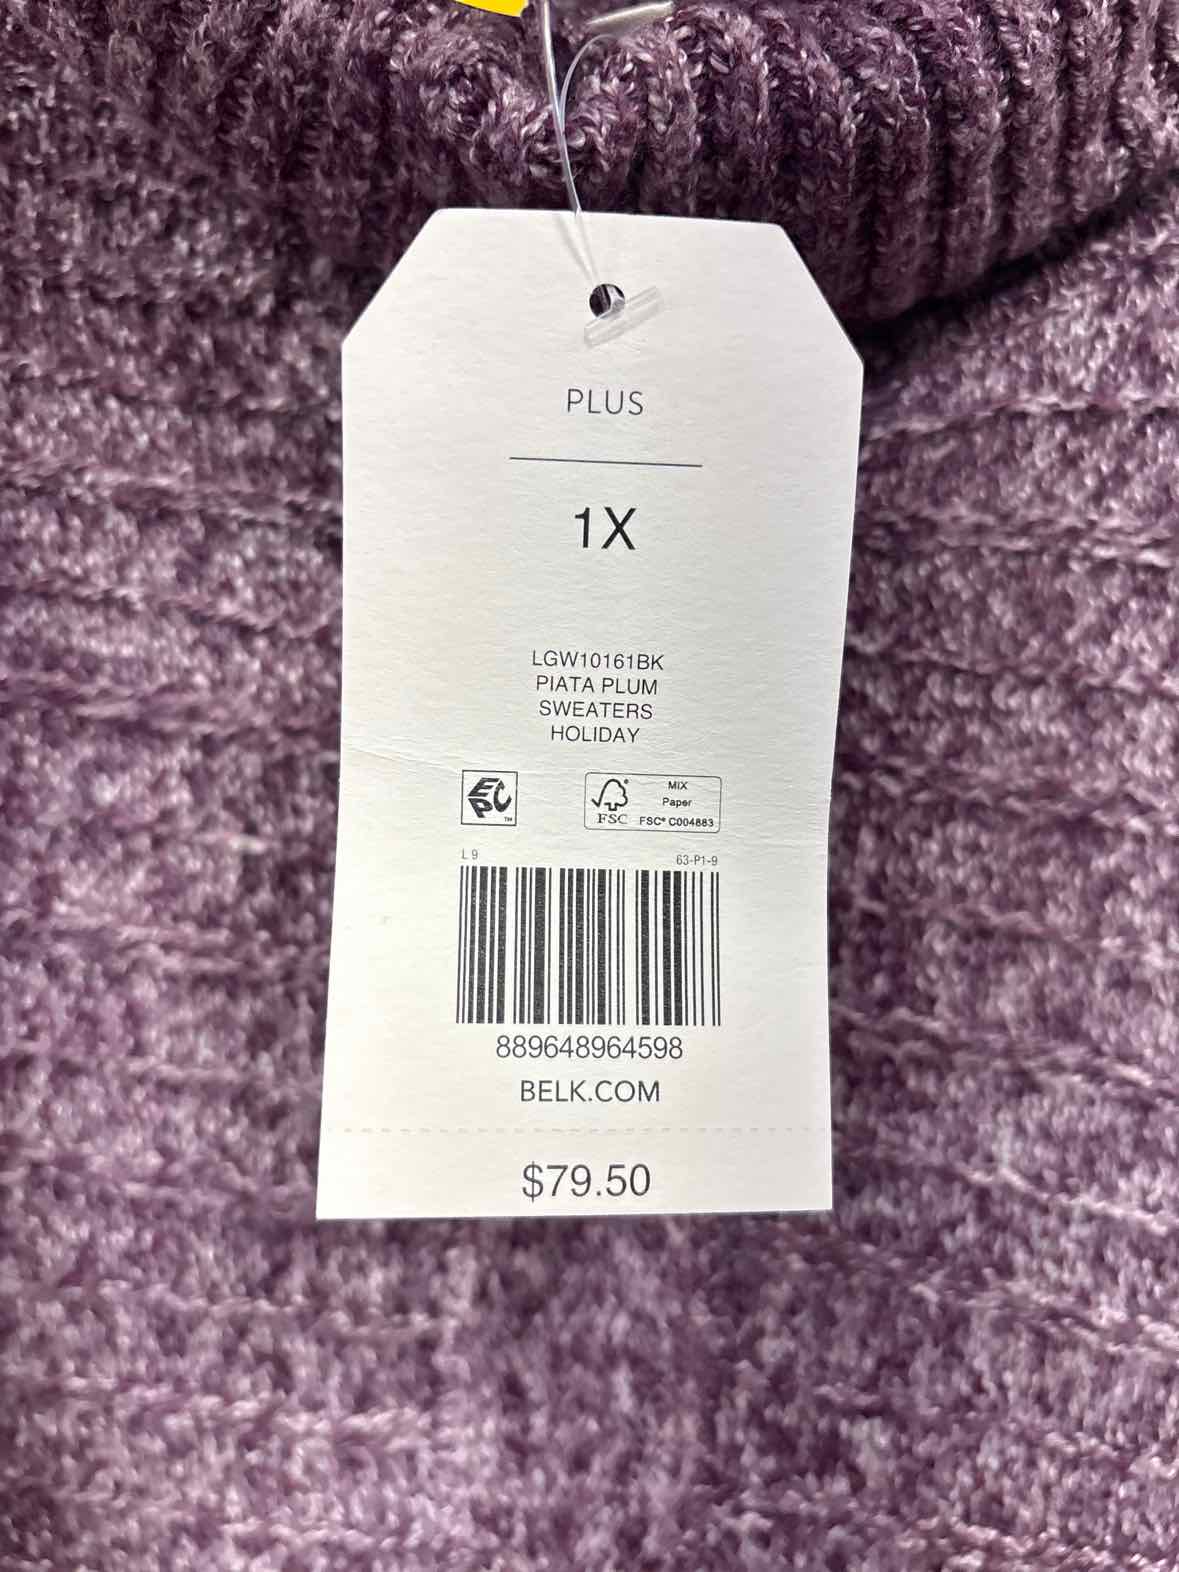 PLUS
1X
LGW10161BK
PIATA PLUM
SWEATERS
HOLIDAY
EPC™
MIX
Paper
FSC FSC® C004883
L 9 63-P1-9
889648964598
BELK.COM
$79.50